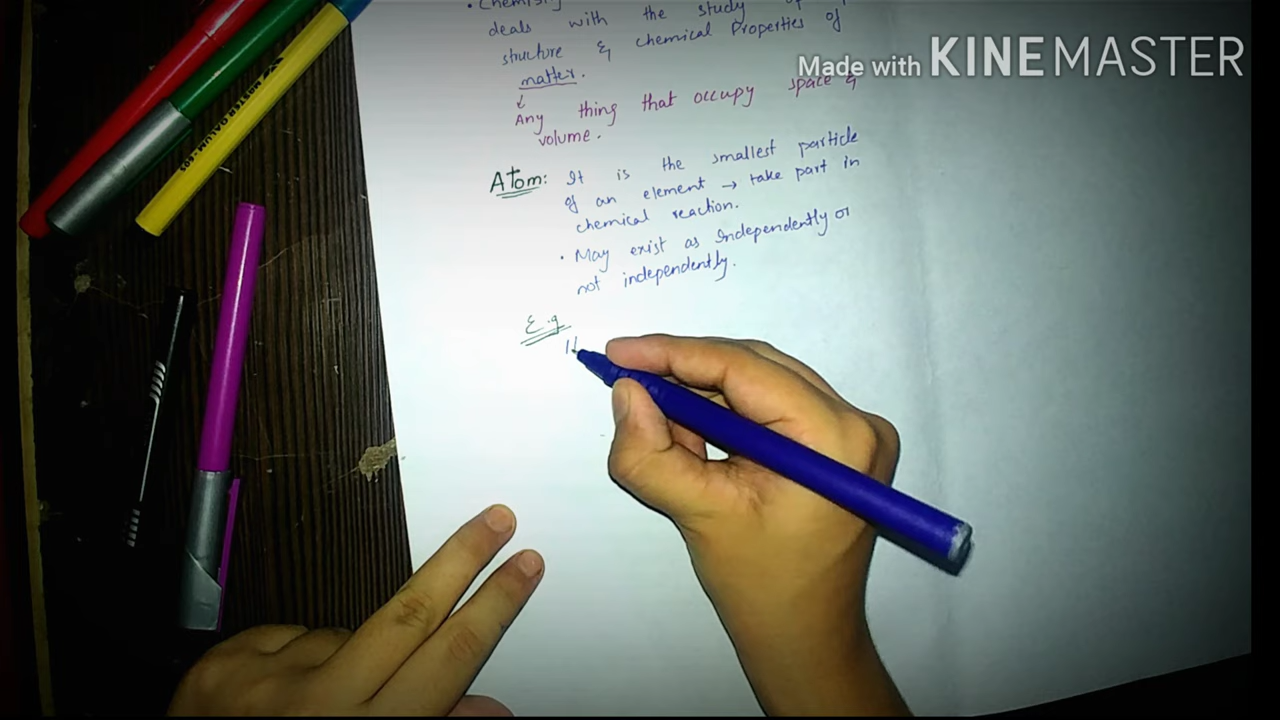 • Chemistry
deals with the study of
structure & chemical Properties of
matter.
Any thing that occupy space &
volume.
Atom: It is the smallest particle
of an element → take part in
chemical reaction.
• May exist as Independently or
not independently.
E.g
H
Made with KINEMASTER